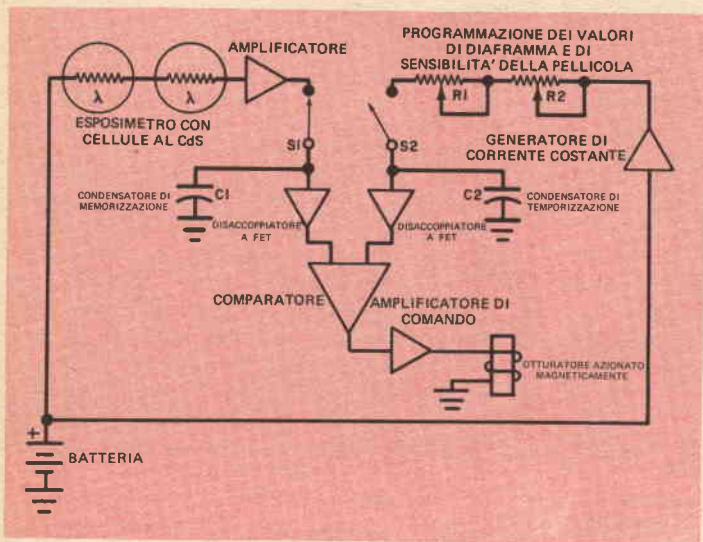 AMPLIFICATORE
PROGRAMMAZIONE DEI VALORI
DI DIAFRAMMA E DI
SENSIBILITA' DELLA PELLICOLA
λ
λ
R1
R2
ESPOSIMETRO CON
CELLULE AL CdS
S1
S2
GENERATORE DI
CORRENTE COSTANTE
CONDENSATORE DI
MEMORIZZAZIONE
C1
C2
CONDENSATORE DI
TEMPORIZZAZIONE
DISACCOPPIATORE
A FET
DISACCOPPIATORE
A FET
COMPARATORE
AMPLIFICATORE DI
COMANDO
OTTURATORE AZIONATO
MAGNETICAMENTE
+
BATTERIA